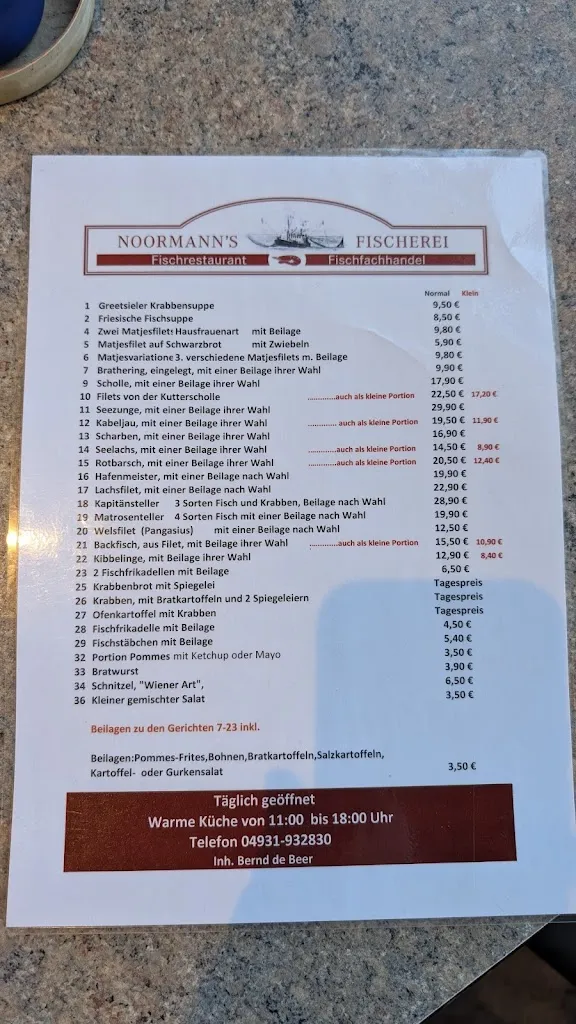 NOORMANN'S FISCHEREI
Fischrestaurant Fischfachhandel
Normal Klein
1 Greetsieler Krabbensuppe 9,50 €
2 Friesische Fischsuppe 8,50 €
4 Zwei Matjesfilets Hausfrauenart mit Beilage 9,80 €
5 Matjesfilet auf Schwarzbrot mit Zwiebeln 5,90 €
6 Matjesvariatione 3. verschiedene Matjesfilets m. Beilage 9,80 €
7 Brathering, eingelegt, mit einer Beilage ihrer Wahl 9,90 €
9 Scholle, mit einer Beilage ihrer Wahl 17,90 €
10 Filets von der Kutterscholle .............auch als kleine Portion 22,50 € 17,20 €
11 Seezunge, mit einer Beilage ihrer Wahl 29,90 €
12 Kabeljau, mit einer Beilage ihrer Wahl ............ auch als kleine Portion 19,50 € 11,90 €
13 Scharben, mit einer Beilage ihrer Wahl 16,90 €
14 Seelachs, mit einer Beilage ihrer Wahl .............auch als kleine Portion 14,50 € 8,90 €
15 Rotbarsch, mit einer Beilage ihrer Wahl .............auch als kleine Portion 20,50 € 12,40 €
16 Hafenmeister, mit einer Beilage nach Wahl 19,90 €
17 Lachsfilet, mit einer Beilage nach Wahl 22,90 €
18 Kapitänsteller 3 Sorten Fisch und Krabben, Beilage nach Wahl 28,90 €
19 Matrosenteller 4 Sorten Fisch mit einer Beilage nach Wahl 19,90 €
20 Welsfilet (Pangasius) mit einer Beilage nach Wahl 12,50 €
21 Backfisch, aus Filet, mit Beilage ihrer Wahl .............auch als kleine Portion 15,50 € 10,90 €
22 Kibbelinge, mit Beilage ihrer Wahl 12,90 € 8,40 €
23 2 Fischfrikadellen mit Beilage 6,50 €
25 Krabbenbrot mit Spiegelei Tagespreis
26 Krabben, mit Bratkartoffeln und 2 Spiegeleiern Tagespreis
27 Ofenkartoffel mit Krabben Tagespreis
28 Fischfrikadelle mit Beilage 4,50 €
29 Fischstäbchen mit Beilage 5,40 €
32 Portion Pommes mit Ketchup oder Mayo 3,50 €
33 Bratwurst 3,90 €
34 Schnitzel, "Wiener Art", 6,50 €
36 Kleiner gemischter Salat 3,50 €
Beilagen zu den Gerichten 7-23 inkl.
Beilagen:Pommes-Frites,Bohnen,Bratkartoffeln,Salzkartoffeln,
Kartoffel- oder Gurkensalat 3,50 €
Täglich geöffnet
Warme Küche von 11:00 bis 18:00 Uhr
Telefon 04931-932830
Inh. Bernd de Beer